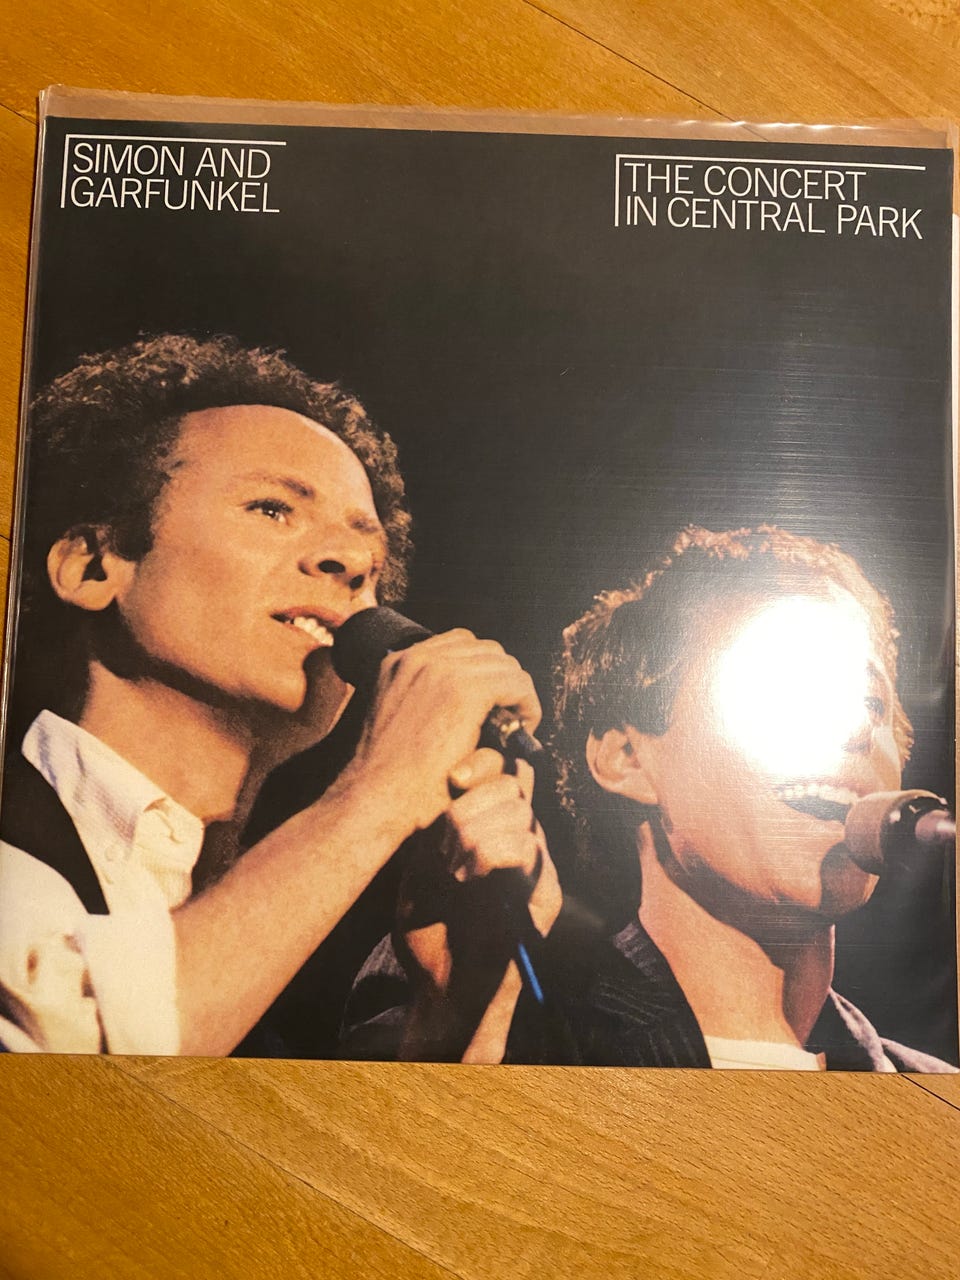 SIMON AND
GARFUNKEL
THE CONCERT
IN CENTRAL PARK